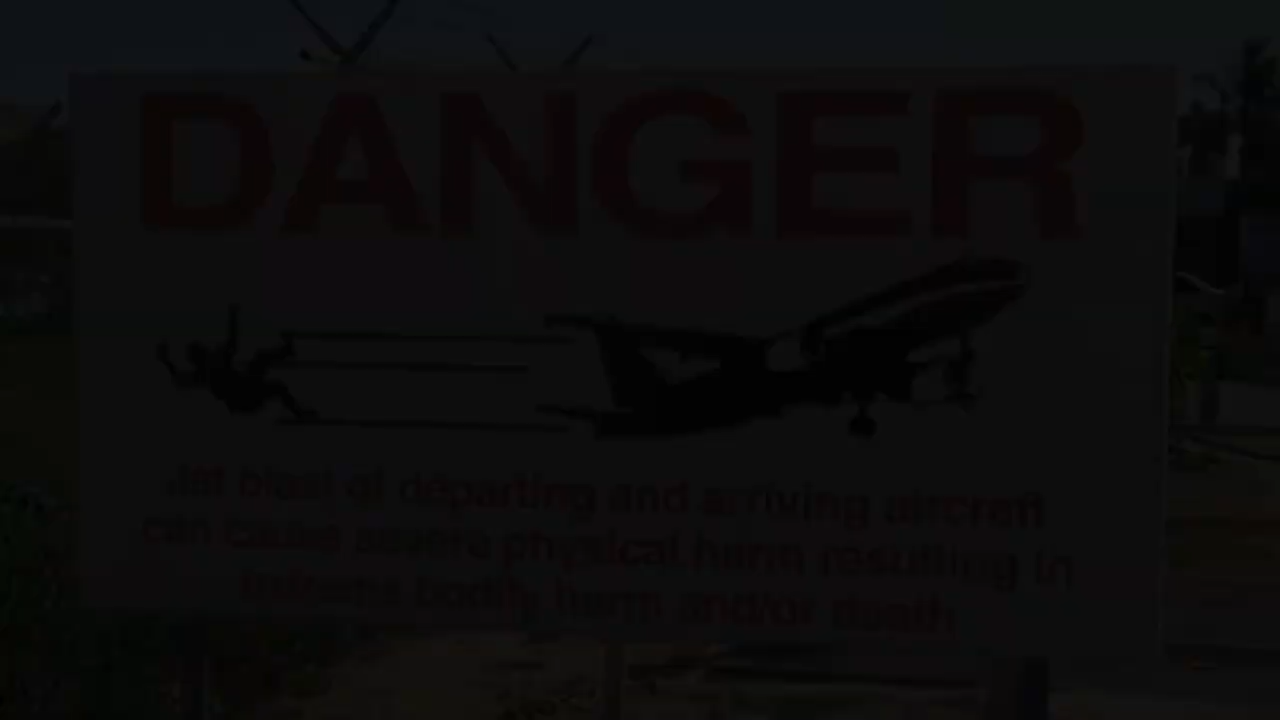 DANGER
Jet blast of departing and arriving aircraft
can cause severe physical harm resulting in
extreme bodily harm and/or death